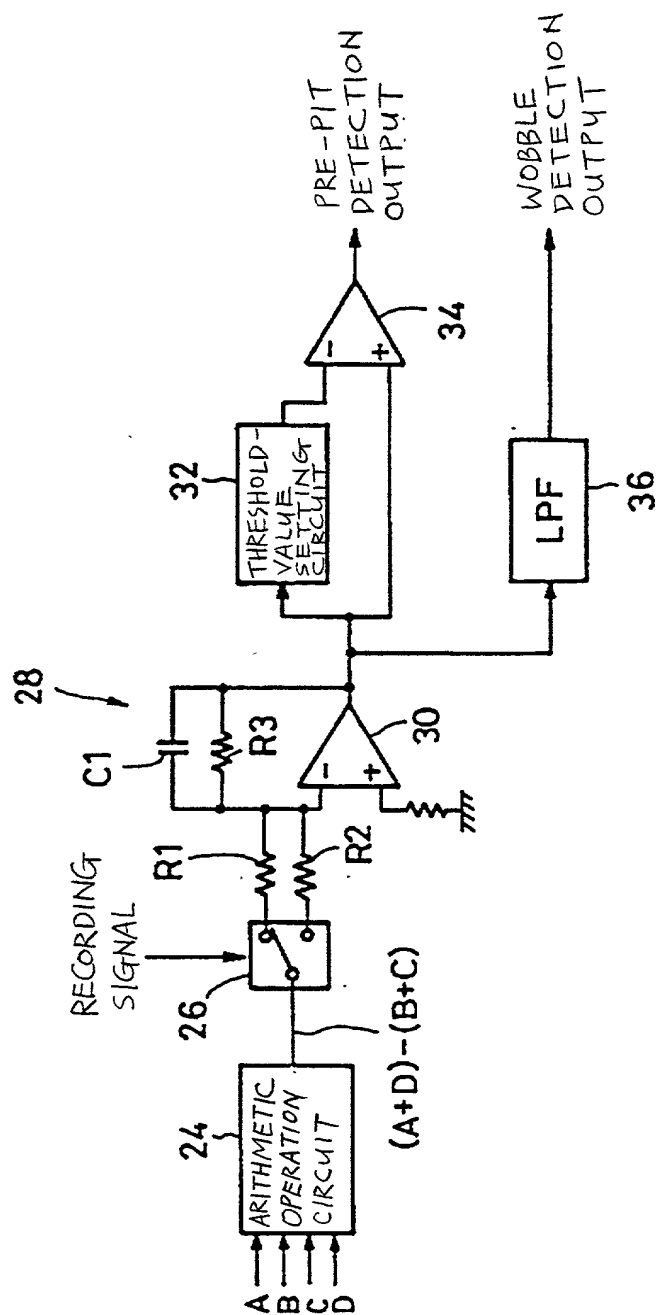 A
B
C
D
24
ARITHMETIC
OPERATION
CIRCUIT
(A+D)-(B+C)
26
RECORDING
SIGNAL
R1
R2
C1
R3
28
-
+
30
32
THRESHOLD-
VALUE
SETTING
CIRCUIT
-
+
34
PRE-PIT
DETECTION
OUTPUT
LPF
36
WOBBLE
DETECTION
OUTPUT